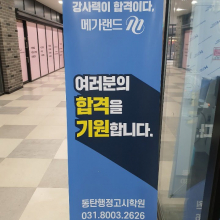 강사력이 합격이다.
메가랜드
여러분의
합격을
기원합니다.
동탄행정고시학원
031.8003.2626